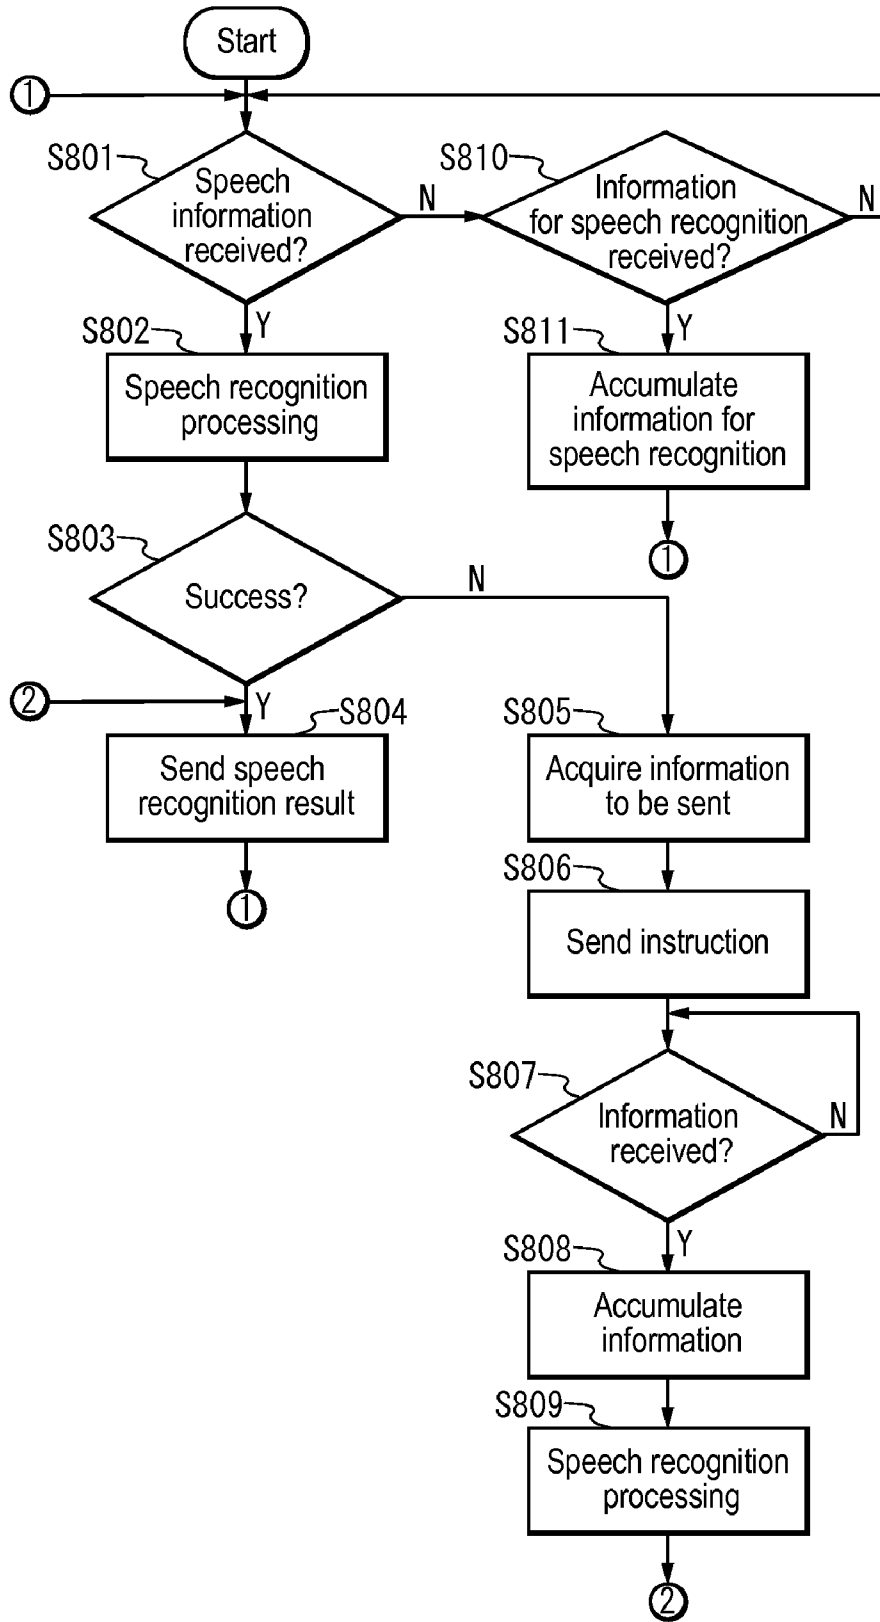 Start
1
S801
Speech
information
received?
N
S810
Information
for speech recognition
received?
N
Y
S802
Speech recognition
processing
Y
S811
Accumulate
information for
speech recognition
1
S803
Success?
N
2
Y
S804
Send speech
recognition result
1
S805
Acquire information
to be sent
S806
Send instruction
S807
Information
received?
N
Y
S808
Accumulate
information
S809
Speech recognition
processing
2